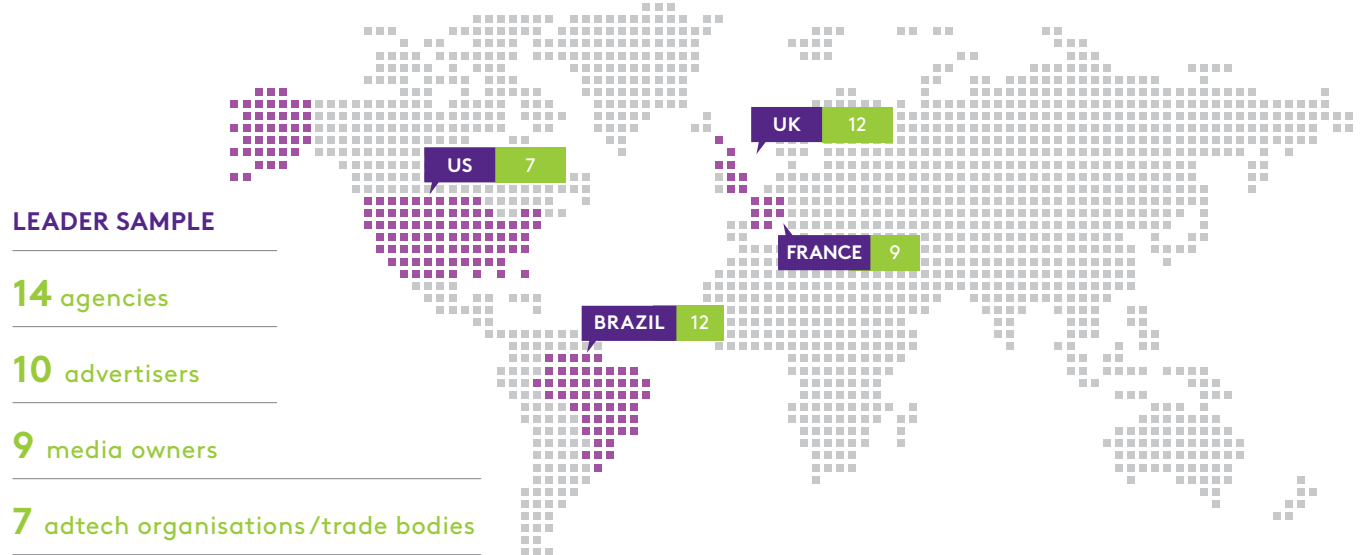 UK 12
US 7
LEADER SAMPLE
FRANCE 9
14 agencies
BRAZIL 12
10 advertisers
9 media owners
7 adtech organisations/trade bodies